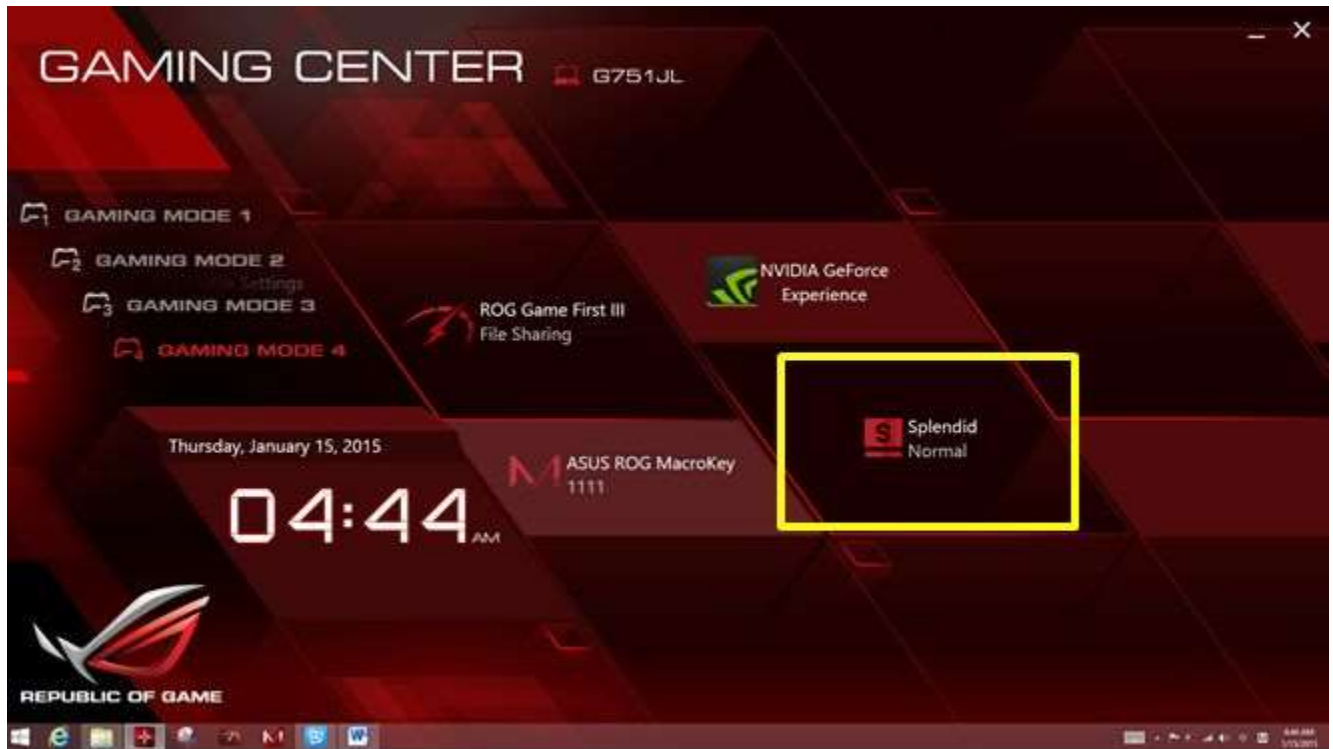 GAMING CENTER G751JL
GAMING MODE 1
GAMING MODE 2
Settings
GAMING MODE 3
GAMING MODE 4
ROG Game First III
File Sharing
NVIDIA GeForce
Experience
Splendid
Normal
ASUS ROG MacroKey
1111
Thursday, January 15, 2015
04:44 AM
REPUBLIC OF GAME